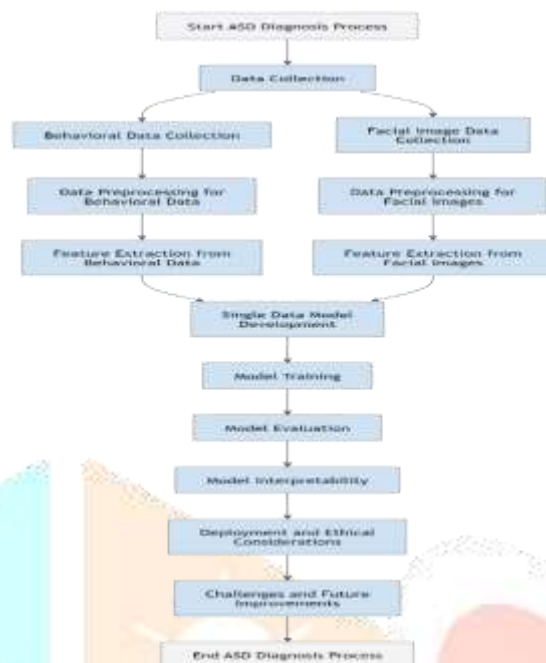 Start ASD Diagnosis Process
Data Collection
Behavioral Data Collection
Facial Image Data
Collection
Data Preprocessing for
Behavioral Data
Data Preprocessing for
Facial Images
Feature Extraction from
Behavioral Data
Feature Extraction from
Facial Images
Single Data Model
Development
Model Training
Model Evaluation
Model Interpretability
Deployment and Ethical
Considerations
Challenges and Future
Improvements
End ASD Diagnosis Process